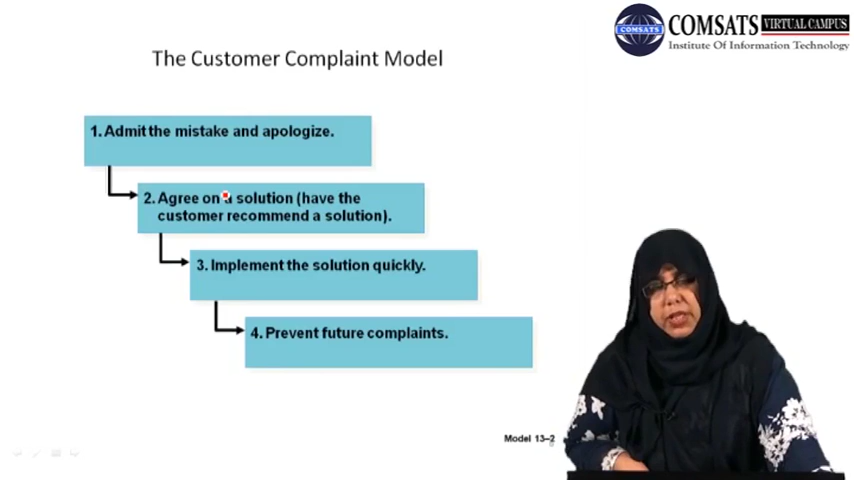 COMSATS VIRTUAL CAMPUS
COMSATS
Institute Of Information Technology
The Customer Complaint Model
1. Admit the mistake and apologize.
2. Agree on a solution (have the
customer recommend a solution).
3. Implement the solution quickly.
4. Prevent future complaints.
Model 13–2